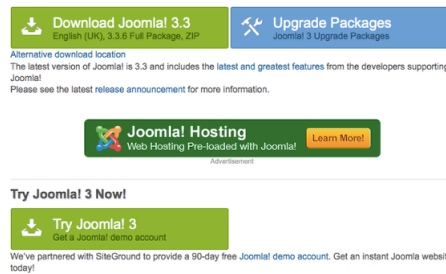 Download Joomla! 3.3
English (UK), 3.3.6 Full Package, ZIP
Upgrade Packages
Joomla! 3 Upgrade Packages
Alternative download location
The latest version of Joomla! is 3.3 and includes the latest and greatest features from the developers supporting
Joomla!
Please see the latest release announcement for more information.
Joomla! Hosting
Web Hosting Pre-loaded with Joomla!
Learn More!
Advertisement
Try Joomla! 3 Now!
Try Joomla! 3
Get a Joomla! demo account
We've partnered with SiteGround to provide a 90-day free Joomla! demo account. Get an instant Joomla websit
today!